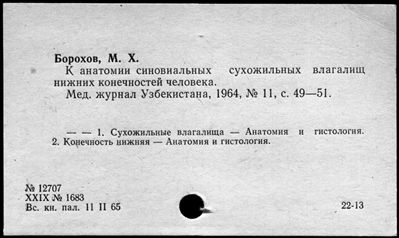 Борохов, М. Х.
К анатомии синовиальных сухожильных влагалищ
нижних конечностей человека.
Мед. журнал Узбекистана, 1964, № 11, с. 49—51.
— — 1. Сухожильные влагалища — Анатомия и гистология.
2. Конечность нижняя — Анатомия и гистология.
№ 12707
XXIX № 1683
Вс. кн. пал. 11 II 65
22-13